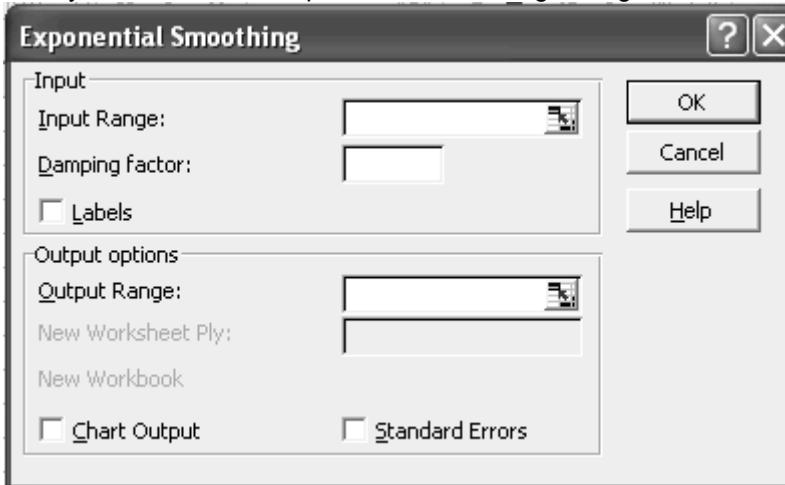 Exponential Smoothing
Input
Input Range:
Damping factor:
Labels
OK
Cancel
Help
Output options
Output Range:
New Worksheet Ply:
New Workbook
Chart Output
Standard Errors